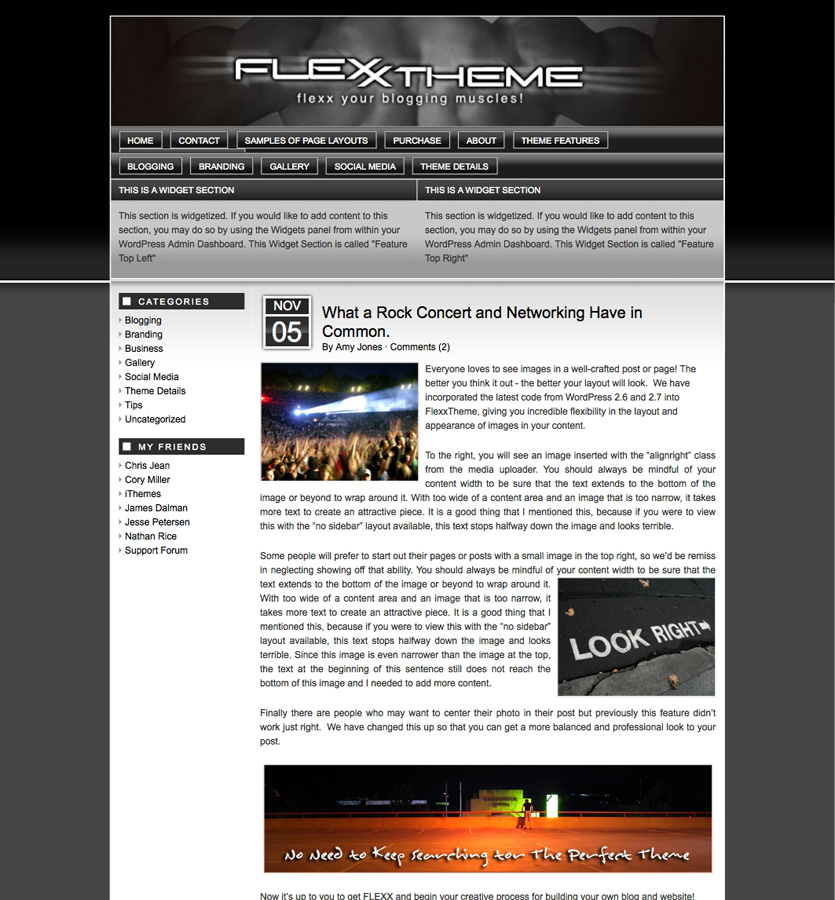 FLEXXTHEME
flexx your blogging muscles!
HOME CONTACT SAMPLES OF PAGE LAYOUTS PURCHASE ABOUT THEME FEATURES
BLOGGING BRANDING GALLERY SOCIAL MEDIA THEME DETAILS
THIS IS A WIDGET SECTION
This section is widgetized. If you would like to add content to this
section, you may do so by using the Widgets panel from within your
WordPress Admin Dashboard. This Widget Section is called "Feature
Top Left"
THIS IS A WIDGET SECTION
This section is widgetized. If you would like to add content to this
section, you may do so by using the Widgets panel from within your
WordPress Admin Dashboard. This Widget Section is called "Feature
Top Right"
CATEGORIES
Blogging
Branding
Business
Gallery
Social Media
Theme Details
Tips
Uncategorized
MY FRIENDS
Chris Jean
Cory Miller
iThemes
James Dalman
Jesse Petersen
Nathan Rice
Support Forum
NOV
05
What a Rock Concert and Networking Have in
Common.
By Amy Jones · Comments (2)
Everyone loves to see images in a well-crafted post or page! The
better you think it out - the better your layout will look. We have
incorporated the latest code from WordPress 2.6 and 2.7 into
FlexxTheme, giving you incredible flexibility in the layout and
appearance of images in your content.
To the right, you will see an image inserted with the “alignright” class
from the media uploader. You should always be mindful of your
content width to be sure that the text extends to the bottom of the
image or beyond to wrap around it. With too wide of a content area and an image that is too narrow, it takes
more text to create an attractive piece. It is a good thing that I mentioned this, because if you were to view
this with the “no sidebar” layout available, this text stops halfway down the image and looks terrible.
Some people will prefer to start out their pages or posts with a small image in the top right, so we’d be remiss
in neglecting showing off that ability. You should always be mindful of your content width to be sure that the
text extends to the bottom of the image or beyond to wrap around it.
With too wide of a content area and an image that is too narrow, it
takes more text to create an attractive piece. It is a good thing that I
mentioned this, because if you were to view this with the “no sidebar”
layout available, this text stops halfway down the image and looks
terrible. Since this image is even narrower than the image at the top,
the text at the beginning of this sentence still does not reach the
bottom of this image and I needed to add more content.
LOOK RIGHT
Finally there are people who may want to center their photo in their post but previously this feature didn’t
work just right. We have changed this up so that you can get a more balanced and professional look to your
post.
No Need to Keep Searching for The Perfect Theme
Now it’s up to you to get FLEXX and begin your creative process for building your own blog and website!